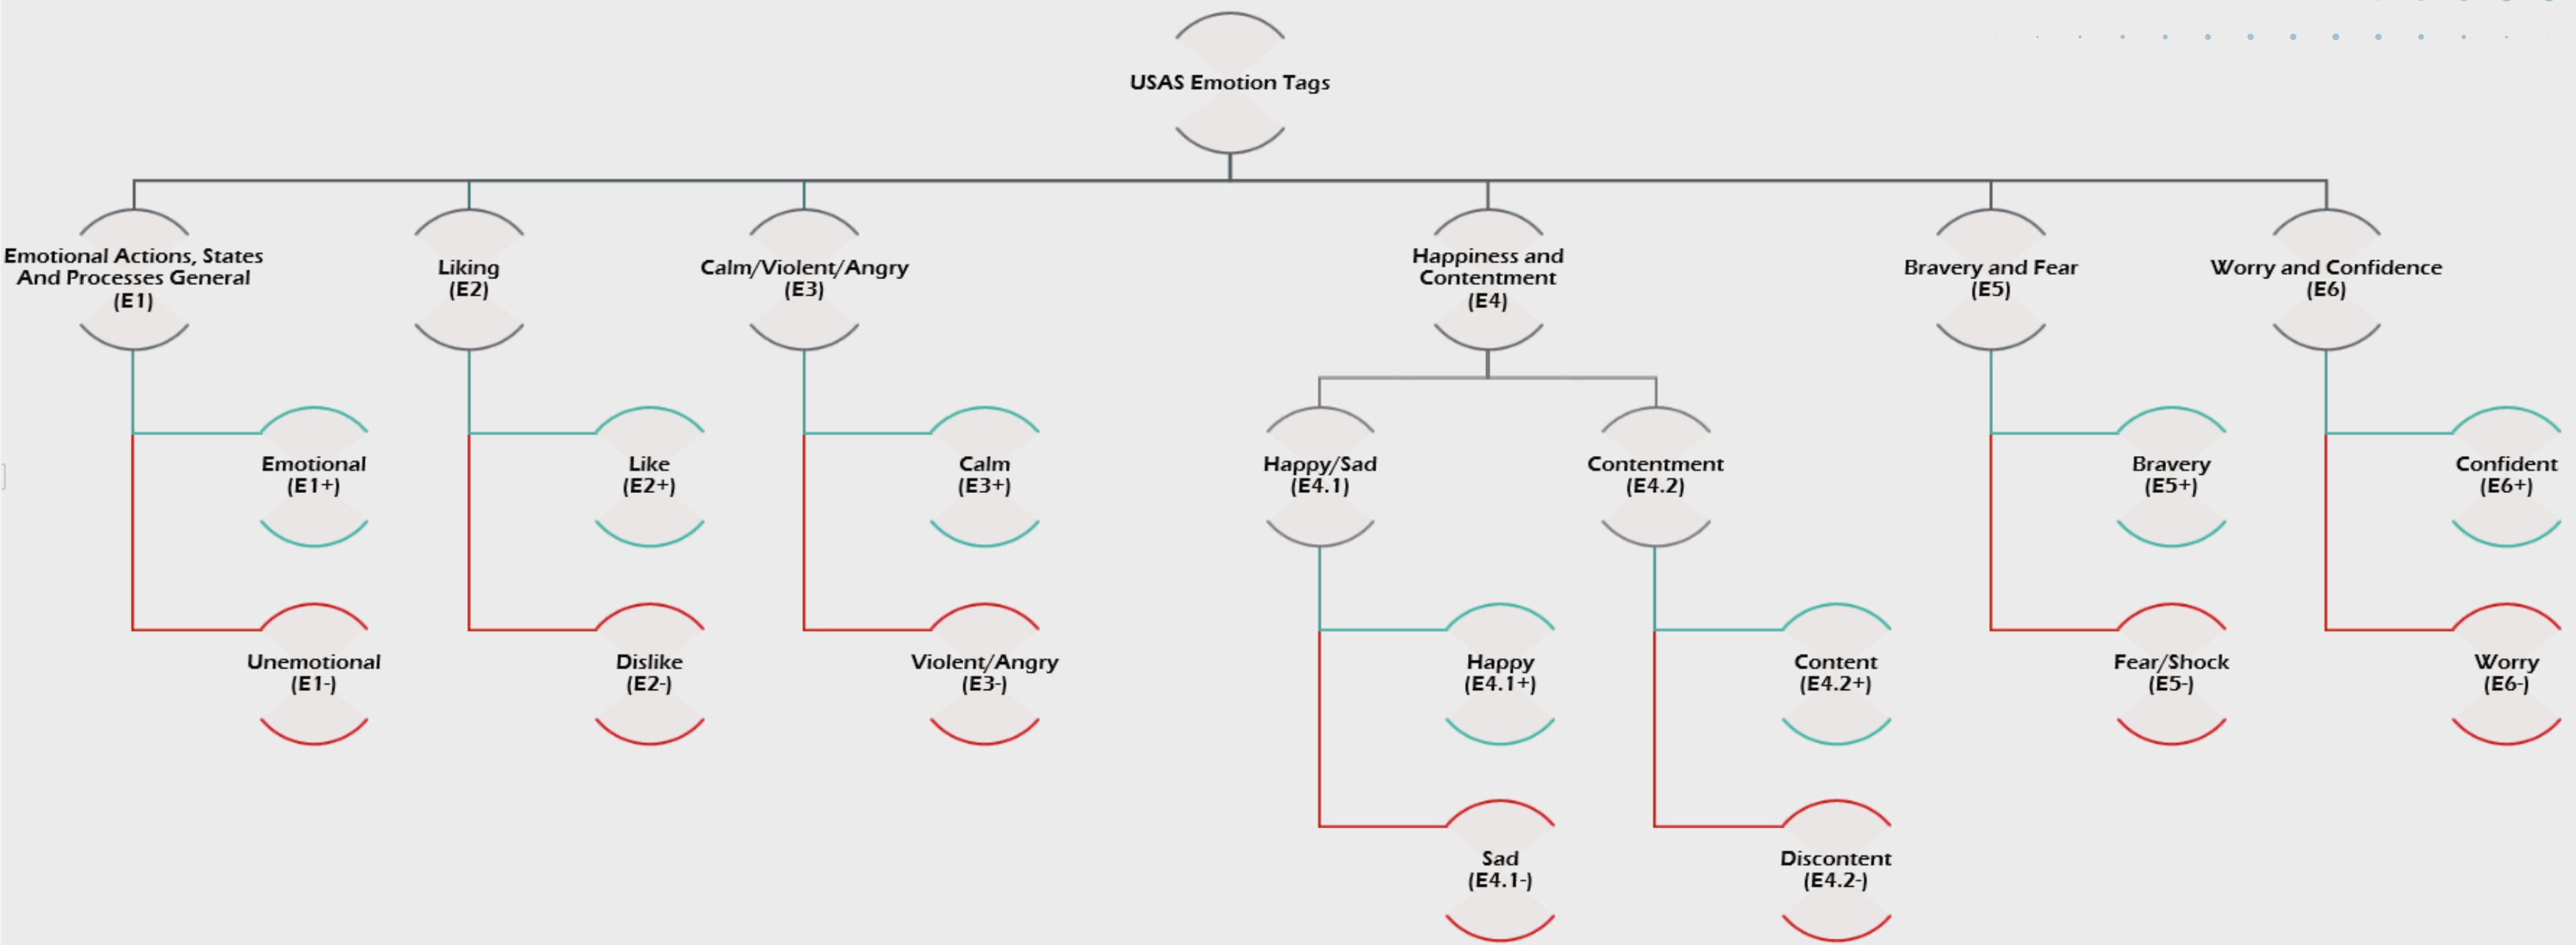 USAS Emotion Tags
Emotional Actions, States
And Processes General
(E1)
Liking
(E2)
Calm/Violent/Angry
(E3)
Happiness and
Contentment
(E4)
Bravery and Fear
(E5)
Worry and Confidence
(E6)
Emotional
(E1+)
Like
(E2+)
Calm
(E3+)
Happy/Sad
(E4.1)
Contentment
(E4.2)
Bravery
(E5+)
Confident
(E6+)
Unemotional
(E1-)
Dislike
(E2-)
Violent/Angry
(E3-)
Happy
(E4.1+)
Content
(E4.2+)
Fear/Shock
(E5-)
Worry
(E6-)
Sad
(E4.1-)
Discontent
(E4.2-)